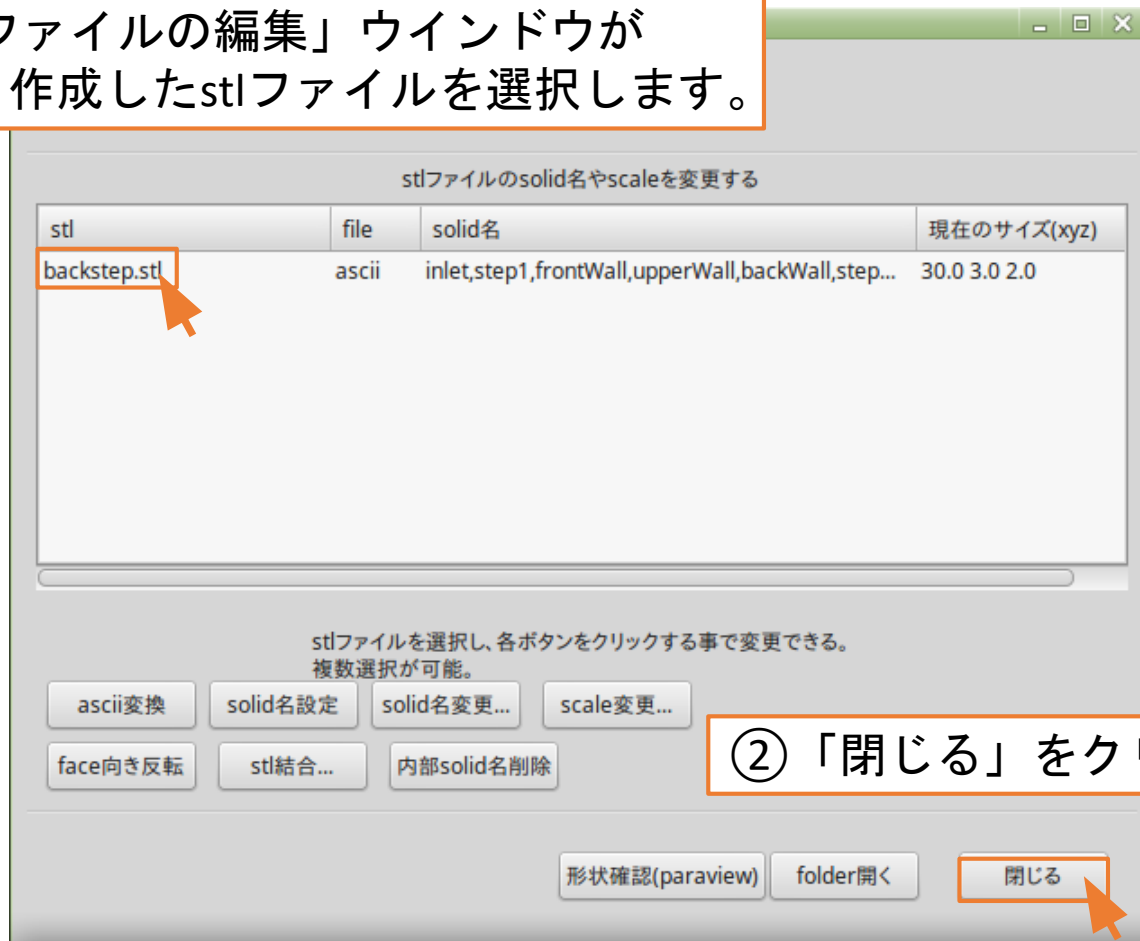 ファイルの編集」ウインドウが
作成したstlファイルを選択します。
stlファイルのsolid名やscaleを変更する
stl file solid名 現在のサイズ(xyz)
backstep.stl ascii inlet,step1,frontWall,upperWall,backWall,step... 30.0 3.0 2.0
stlファイルを選択し、各ボタンをクリックする事で変更できる。
複数選択が可能。
ascii変換 solid名設定 solid名変更... scale変更...
②「閉じる」をクリ
face向き反転 stl結合... 内部solid名削除
形状確認(paraview) folder開く 閉じる